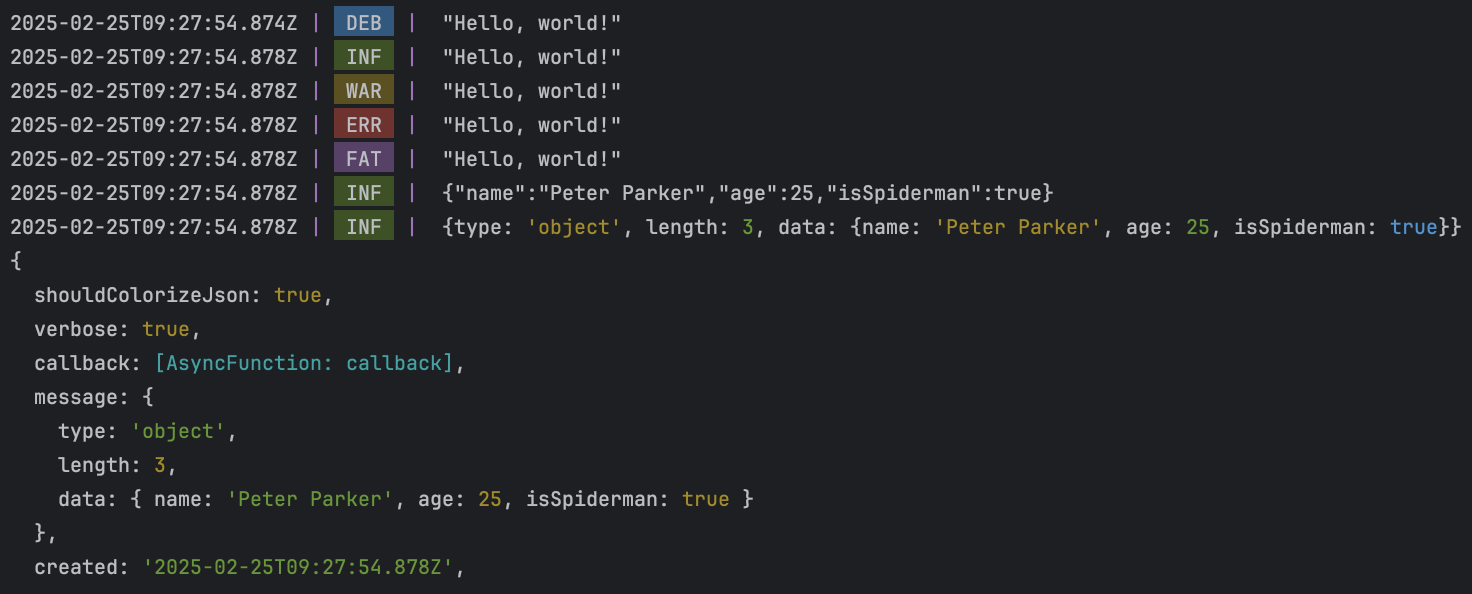 2025-02-25T09:27:54.874Z | DEB | "Hello, world!"
2025-02-25T09:27:54.878Z | INF | "Hello, world!"
2025-02-25T09:27:54.878Z | WAR | "Hello, world!"
2025-02-25T09:27:54.878Z | ERR | "Hello, world!"
2025-02-25T09:27:54.878Z | FAT | "Hello, world!"
2025-02-25T09:27:54.878Z | INF | {"name":"Peter Parker","age":25,"isSpiderman":true}
2025-02-25T09:27:54.878Z | INF | {type: 'object', length: 3, data: {name: 'Peter Parker', age: 25, isSpiderman: true}}
{
  shouldColorizeJson: true,
  verbose: true,
  callback: [AsyncFunction: callback],
  message: {
    type: 'object',
    length: 3,
    data: { name: 'Peter Parker', age: 25, isSpiderman: true }
  },
  created: '2025-02-25T09:27:54.878Z',